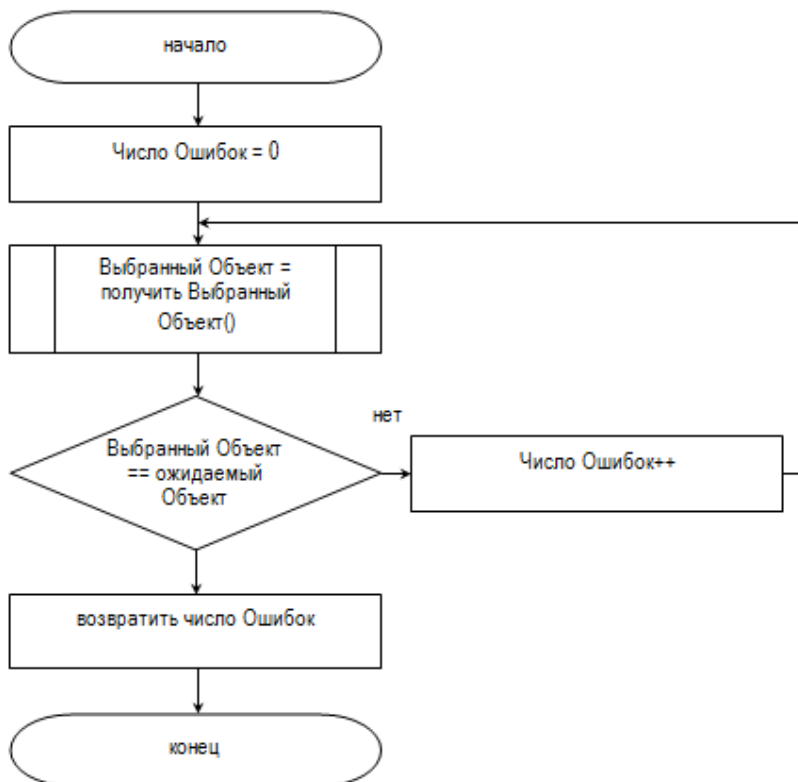 начало
Число Ошибок = 0
Выбранный Объект =
получить Выбранный
Объект()
Выбранный Объект
== ожидаемый
Объект
нет
Число Ошибок++
возвратить число Ошибок
конец